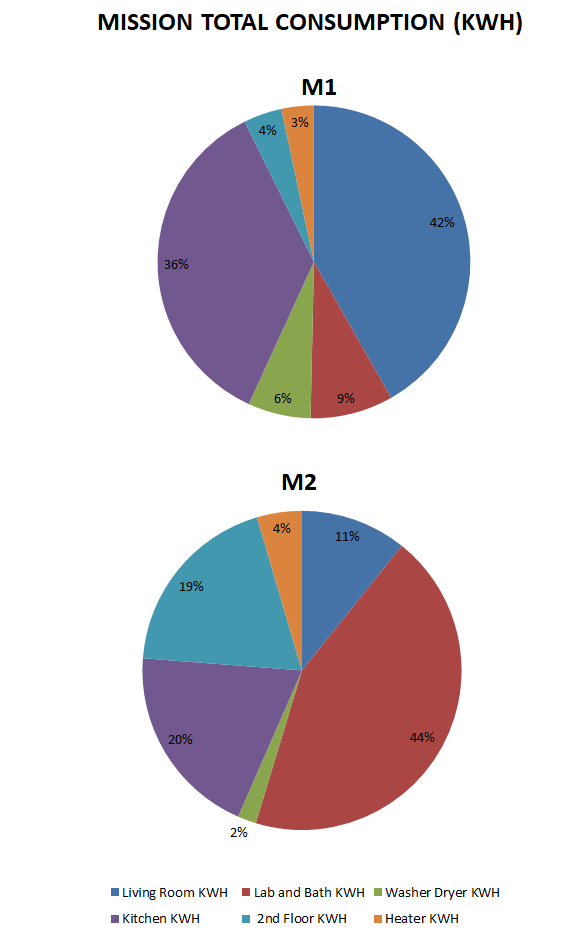 MISSION TOTAL CONSUMPTION (KWH)
M1
4%
3%
42%
36%
6%
9%
M2
4%
11%
19%
44%
20%
2%
Living Room KWH
Lab and Bath KWH
Washer Dryer KWH
Kitchen KWH
2nd Floor KWH
Heater KWH